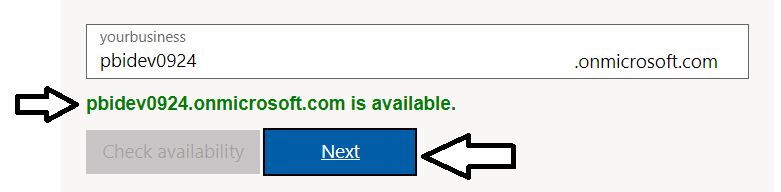 yourbusiness
pbidev0924 .onmicrosoft.com
pbidev0924.onmicrosoft.com is available.
Check availability Next